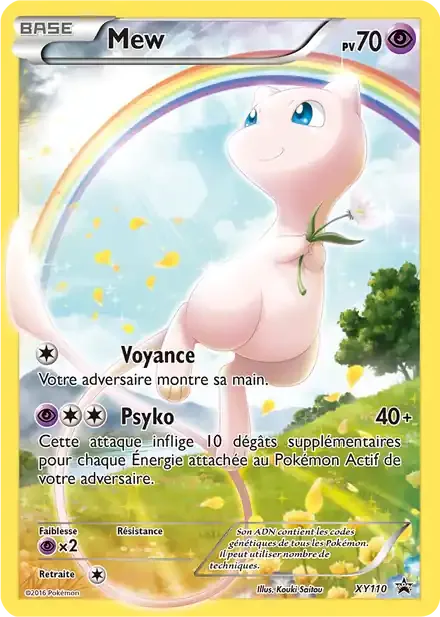 BASE
Mew
PV70
Voyance
Votre adversaire montre sa main.
Psyko 40+
Cette attaque inflige 10 dégâts supplémentaires
pour chaque Énergie attachée au Pokémon Actif de
votre adversaire.
Faiblesse Résistance
×2
Retraite
Son ADN contient les codes
génétiques de tous les Pokémon.
Il peut utiliser nombre de
techniques.
©2016 Pokémon
Illus. Kouki Saitou
XY110